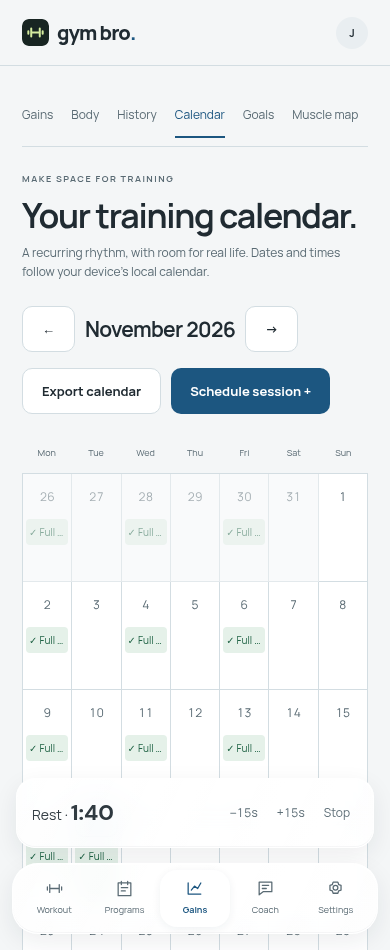 gym bro.
J
Gains Body History Calendar Goals Muscle map
MAKE SPACE FOR TRAINING
Your training calendar.
A recurring rhythm, with room for real life. Dates and times
follow your device's local calendar.
← November 2026 →
Export calendar Schedule session +
Mon Tue Wed Thu Fri Sat Sun
26 27 28 29 30 31 1
✓ Full ... ✓ Full ... ✓ Full ...
2 3 4 5 6 7 8
✓ Full ... ✓ Full ... ✓ Full ...
9 10 11 12 13 14 15
✓ Full ... ✓ Full ... ✓ Full ...
Rest · 1:40 −15s +15s Stop
✓ Full ... ✓ Full ...
Workout Programs Gains Coach Settings